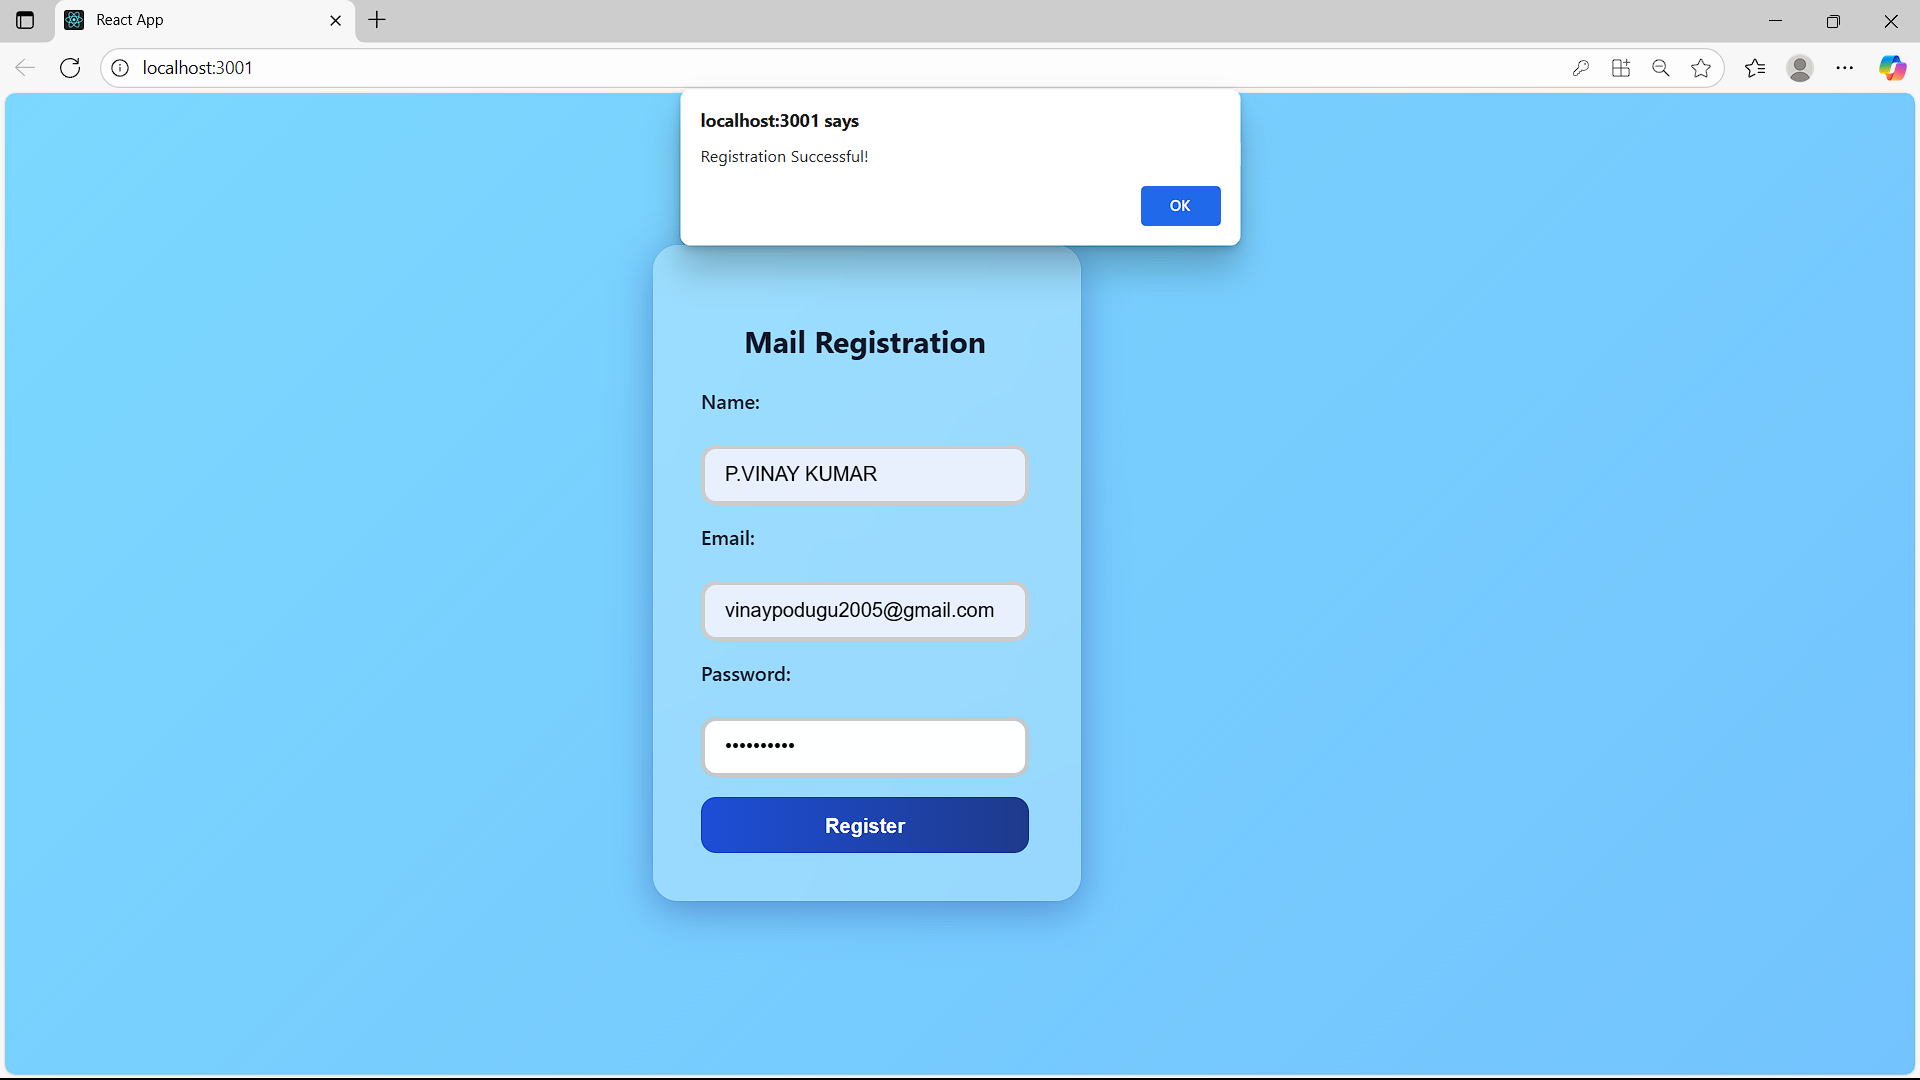 React App
localhost:3001
localhost:3001 says
Registration Successful!
OK
Mail Registration
Name:
P.VINAY KUMAR
Email:
vinaypodugu2005@gmail.com
Password:
••••••••••
Register